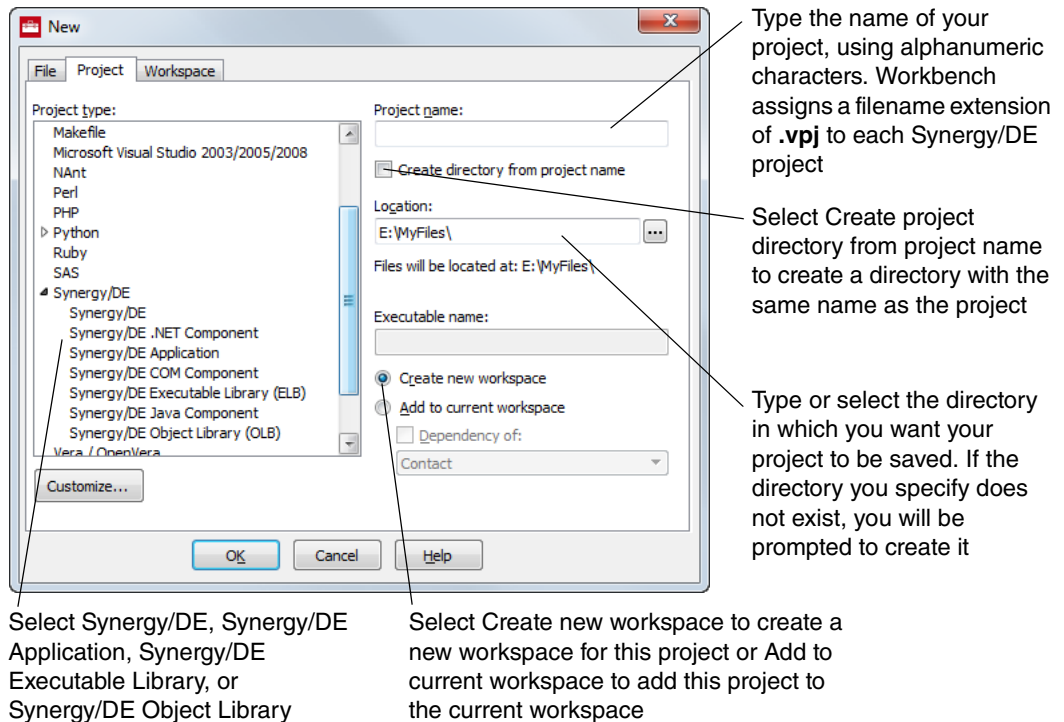 New
File Project Workspace
Project type:
Makefile
Microsoft Visual Studio 2003/2005/2008
NAnt
Perl
PHP
Python
Ruby
SAS
Synergy/DE
Synergy/DE
Synergy/DE .NET Component
Synergy/DE Application
Synergy/DE COM Component
Synergy/DE Executable Library (ELB)
Synergy/DE Java Component
Synergy/DE Object Library (OLB)
Vera / OpenVera
Customize...
Project name:
Create directory from project name
Location:
E:\MyFiles\
...
Files will be located at: E:\MyFiles\
Executable name:
Create new workspace
Add to current workspace
Dependency of:
Contact
OK Cancel Help
Type the name of your
project, using alphanumeric
characters. Workbench
assigns a filename extension
of .vpj to each Synergy/DE
project
Select Create project
directory from project name
to create a directory with the
same name as the project
Type or select the directory
in which you want your
project to be saved. If the
directory you specify does
not exist, you will be
prompted to create it
Select Synergy/DE, Synergy/DE
Application, Synergy/DE
Executable Library, or
Synergy/DE Object Library
Select Create new workspace to create a
new workspace for this project or Add to
current workspace to add this project to
the current workspace